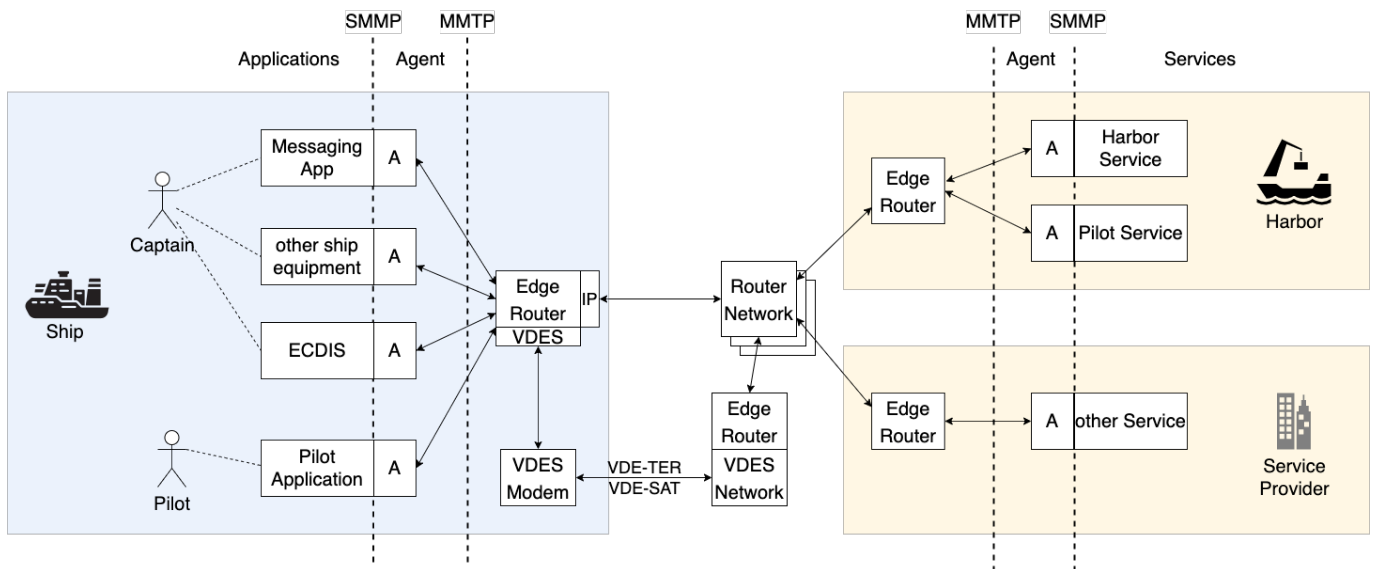 SMMP
MMTP
MMTP
SMMP
Applications
Agent
Agent
Services
Messaging
App
A
Captain
other ship
equipment
A
Ship
ECDIS
A
Pilot
Pilot
Application
A
Edge
Router
IP
VDES
VDES
Modem
VDE-TER
VDE-SAT
Router
Network
Edge
Router
VDES
Network
Edge
Router
A
Harbor
Service
A
Pilot Service
Harbor
Edge
Router
A
other Service
Service
Provider